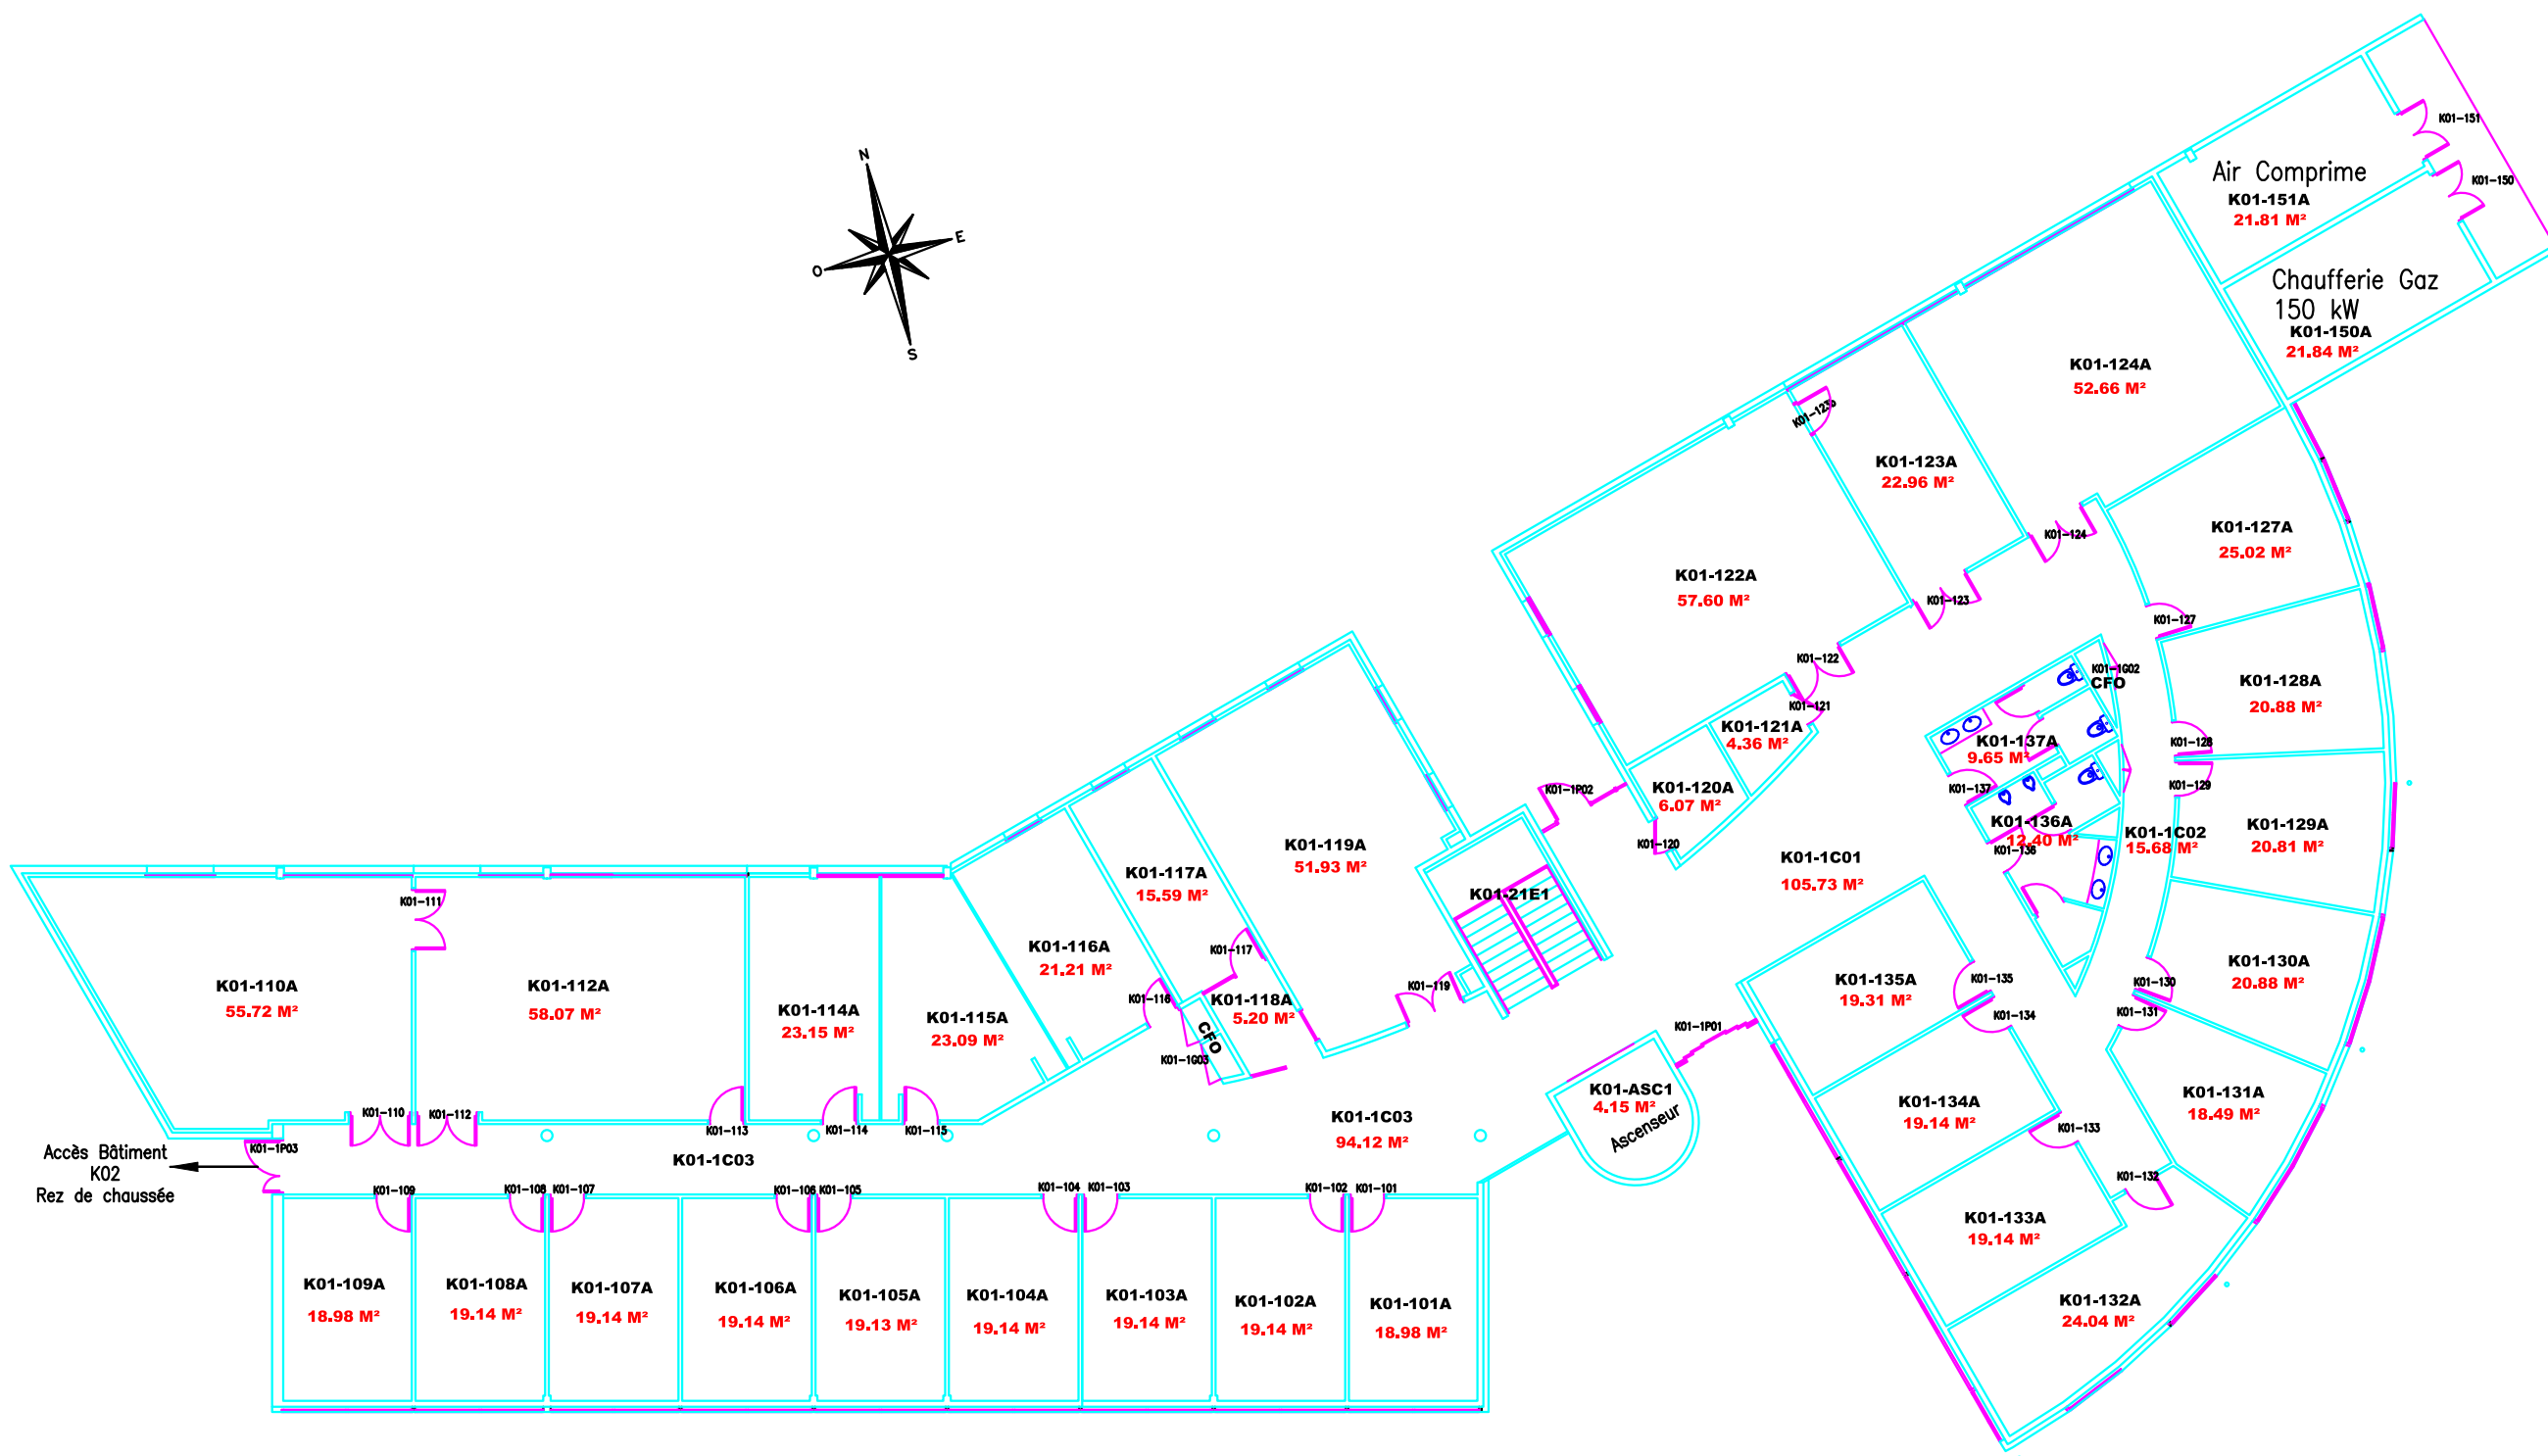 N
E
O
S
K01-151
K01-150
Air Comprime
K01-151A
21.81 M²
Chaufferie Gaz
150 kW
K01-150A
21.84 M²
K01-124A
52.66 M²
K01-123b
K01-123A
22.96 M²
K01-124
K01-127A
25.02 M²
K01-122A
57.60 M²
K01-123
K01-127
K01-122
K01-1G02
CFO
K01-128A
20.88 M²
K01-121
K01-121A
4.36 M²
K01-137A
9.65 M²
K01-128
K01-1P02
K01-120A
6.07 M²
K01-137
K01-129
K01-136A
12.40 M²
K01-1C02
15.68 M²
K01-129A
20.81 M²
K01-120
K01-136
K01-119A
51.93 M²
K01-1C01
105.73 M²
K01-117A
15.59 M²
K01-21E1
K01-111
K01-116A
21.21 M²
K01-117
K01-135A
19.31 M²
K01-135
K01-130
K01-130A
20.88 M²
K01-110A
55.72 M²
K01-112A
58.07 M²
K01-114A
23.15 M²
K01-115A
23.09 M²
K01-116
K01-118A
5.20 M²
K01-119
K01-134
K01-131
CFO
K01-1G03
K01-1P01
K01-ASC1
4.15 M²
Ascenseur
K01-134A
19.14 M²
K01-131A
18.49 M²
K01-110
K01-112
K01-113
K01-114
K01-115
K01-1C03
94.12 M²
K01-133
K01-1P03
Accès Bâtiment
K02
Rez de chaussée
K01-1C03
K01-132
K01-109
K01-108
K01-107
K01-106
K01-105
K01-104
K01-103
K01-102
K01-101
K01-133A
19.14 M²
K01-109A
18.98 M²
K01-108A
19.14 M²
K01-107A
19.14 M²
K01-106A
19.14 M²
K01-105A
19.13 M²
K01-104A
19.14 M²
K01-103A
19.14 M²
K01-102A
19.14 M²
K01-101A
18.98 M²
K01-132A
24.04 M²